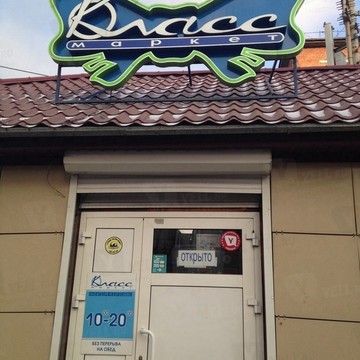 Класс
маркет
ОТКРЫТО
Класс
10-20
БЕЗ ПЕРЕРЫВА
НА ОБЕД